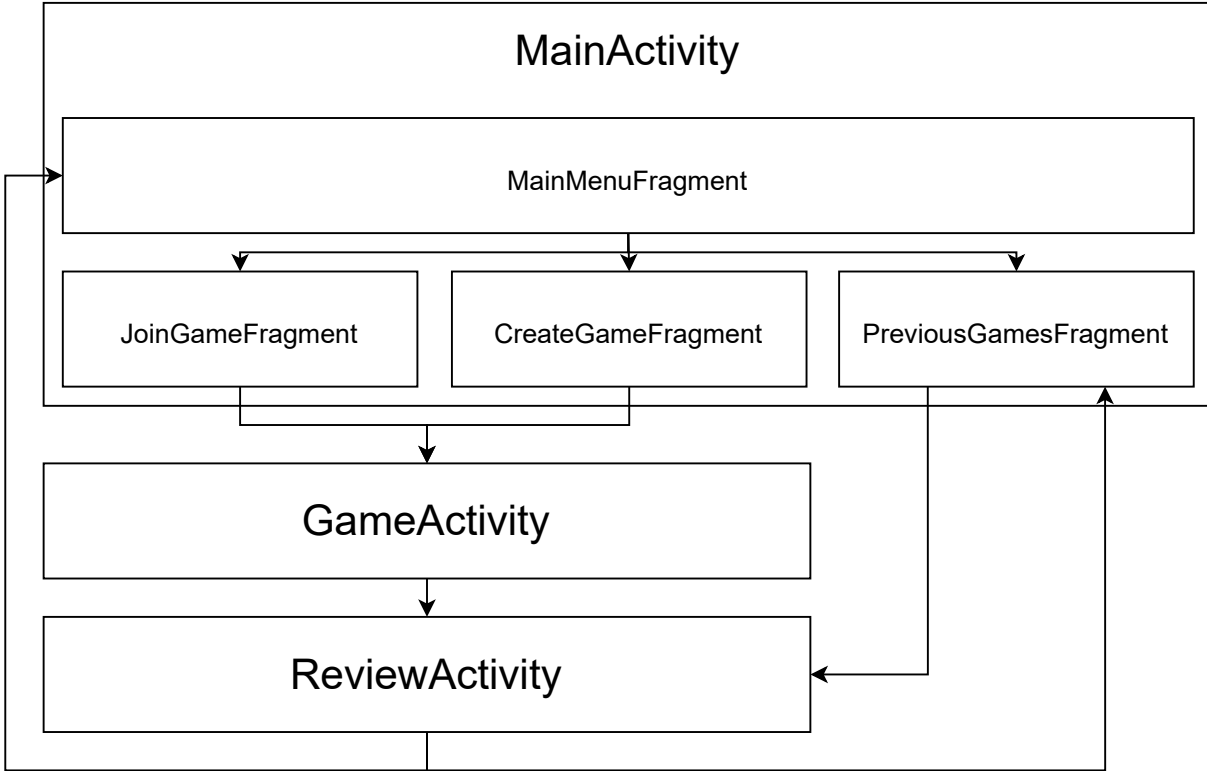 MainActivity
MainMenuFragment
JoinGameFragment
CreateGameFragment
PreviousGamesFragment
GameActivity
ReviewActivity